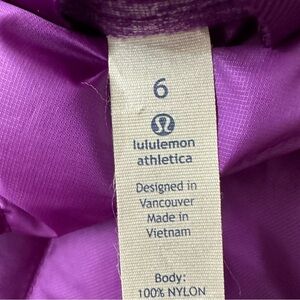 6
lululemon
athletica
Designed in
Vancouver
Made in
Vietnam
Body:
100% NYLON